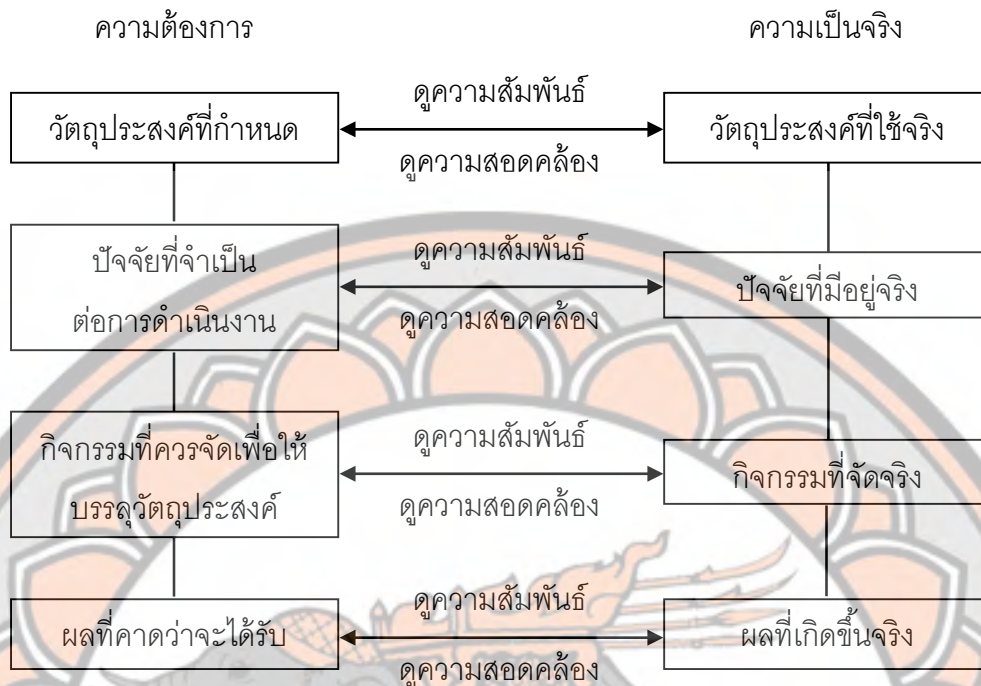 ความต้องการ
ความเป็นจริง
ดูความสัมพันธ์
วัตถุประสงค์ที่กำหนด
วัตถุประสงค์ที่ใช้จริง
ดูความสอดคล้อง
ปัจจัยที่จำเป็น
ต่อการดำเนินงาน
ดูความสัมพันธ์
ปัจจัยที่มีอยู่จริง
ดูความสอดคล้อง
กิจกรรมที่ควรจัดเพื่อให้
บรรลุวัตถุประสงค์
ดูความสัมพันธ์
กิจกรรมที่จัดจริง
ดูความสอดคล้อง
ดูความสัมพันธ์
ผลที่คาดว่าจะได้รับ
ผลที่เกิดขึ้นจริง
ดูความสอดคล้อง